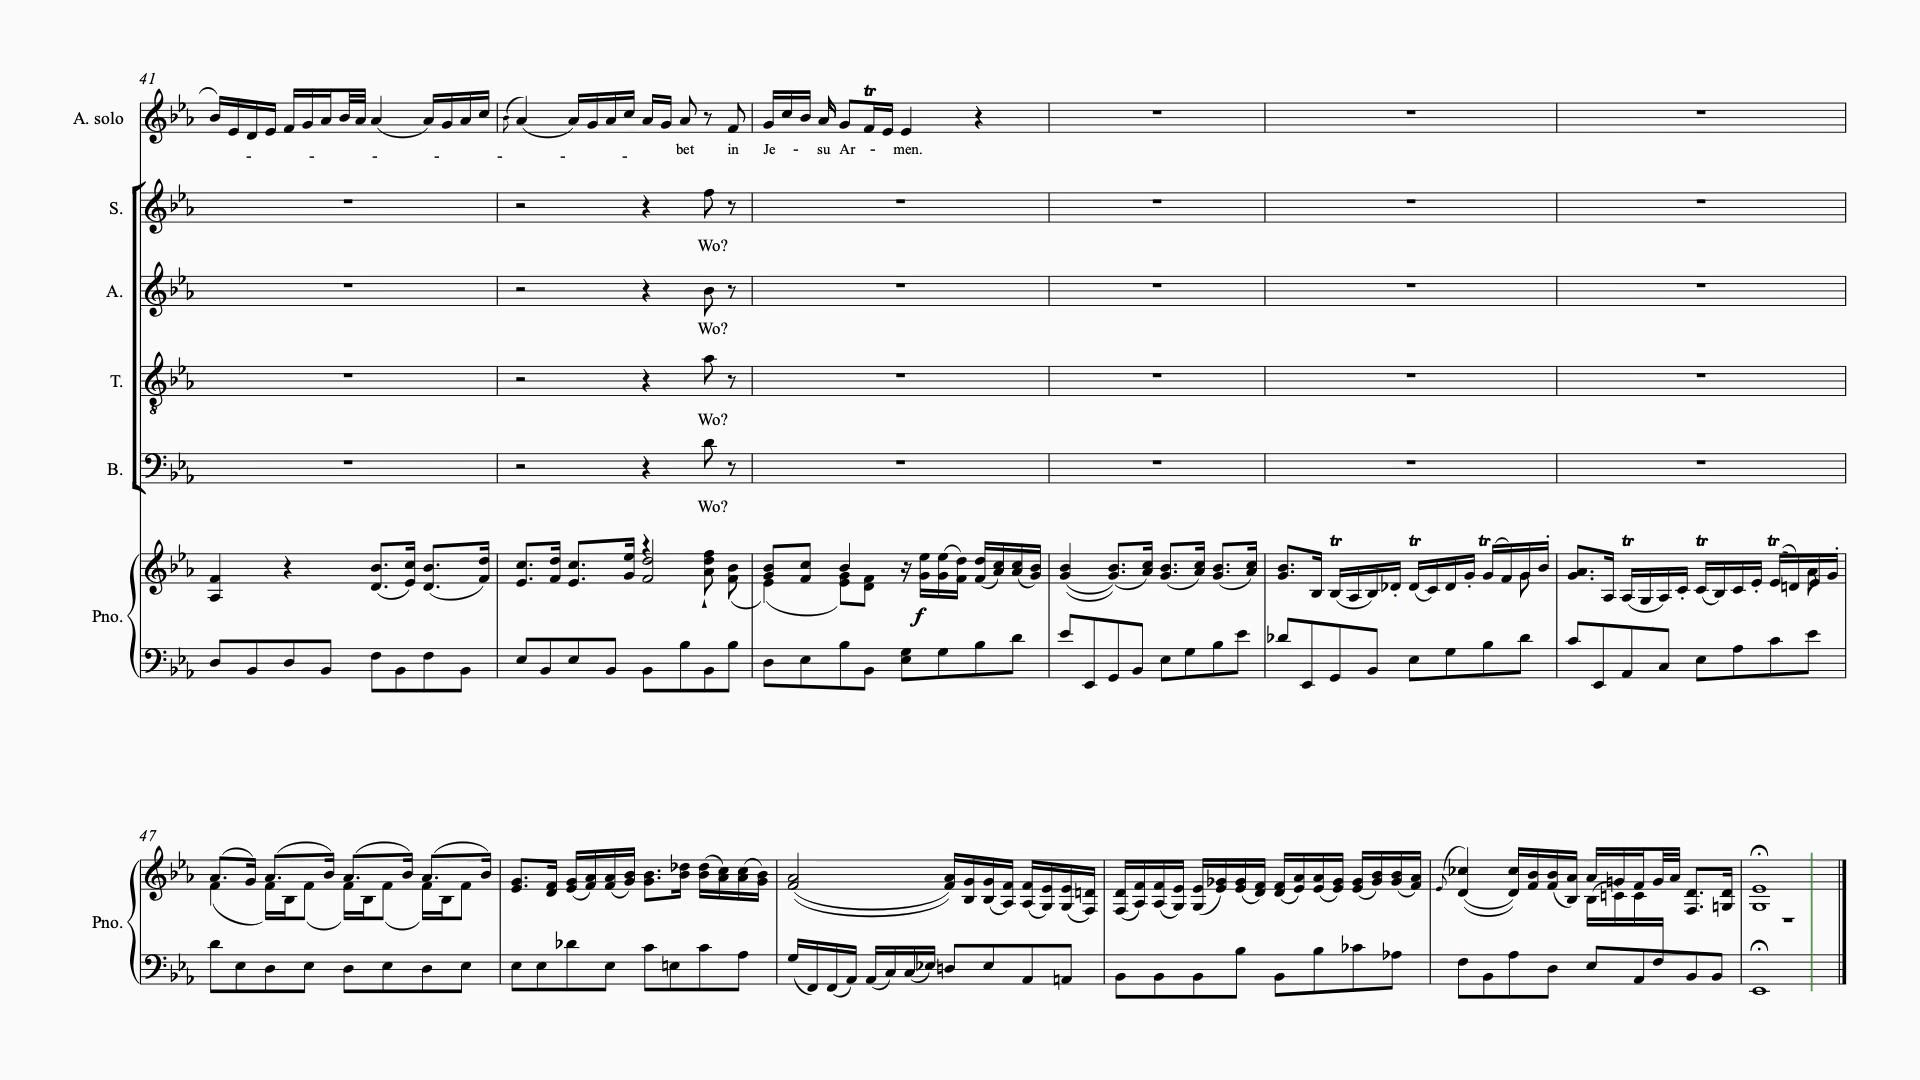 41
A. solo
tr
- - - - - - - bet in Je - su Ar - men.
S.
Wo?
A.
Wo?
T.
Wo?
B.
Wo?
tr tr tr tr tr tr
Pno.
f
47
Pno.